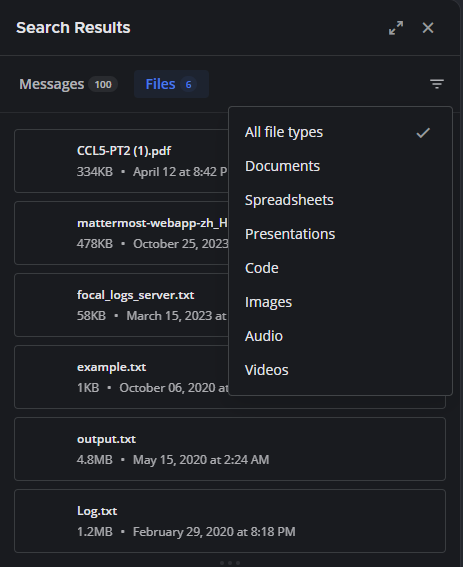 Search Results
Messages 100 Files 6
All file types
Documents
Spreadsheets
Presentations
Code
Images
Audio
Videos
CCL5-PT2 (1).pdf
334KB • April 12 at 8:42 P
mattermost-webapp-zh_H
478KB • October 25, 2023
focal_logs_server.txt
58KB • March 15, 2023 at
example.txt
1KB • October 06, 2020 at
output.txt
4.8MB • May 15, 2020 at 2:24 AM
Log.txt
1.2MB • February 29, 2020 at 8:18 PM